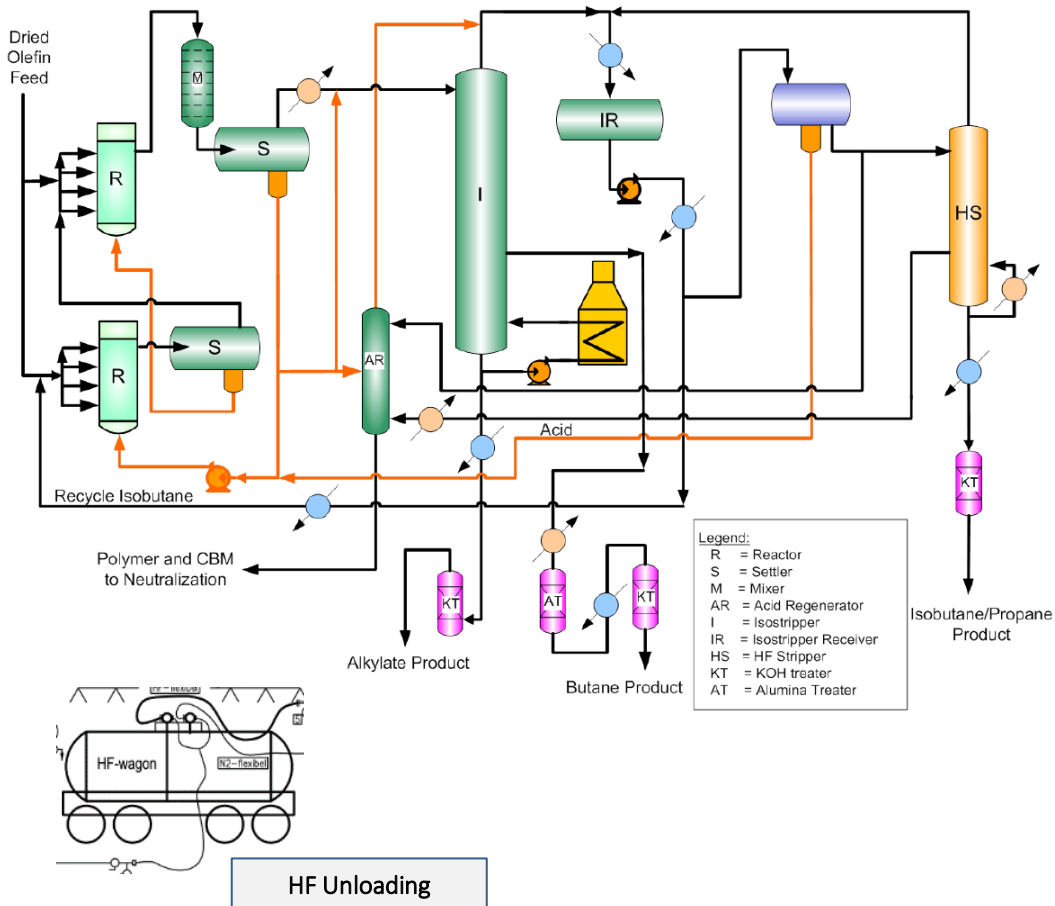 Dried
Olefin
Feed
M
S
IR
R
I
HS
S
R
AR
Acid
Recycle Isobutane
KT
Polymer and CBM
to Neutralization
KT
AT
KT
Alkylate Product
Butane Product
Isobutane/Propane
Product
Legend:
R = Reactor
S = Settler
M = Mixer
AR = Acid Regenerator
I = Isostripper
IR = Isostripper Receiver
HS = HF Stripper
KT = KOH treater
AT = Alumina Treater
HF-flexibel
HF-wagon
N2-flexibel
HF Unloading